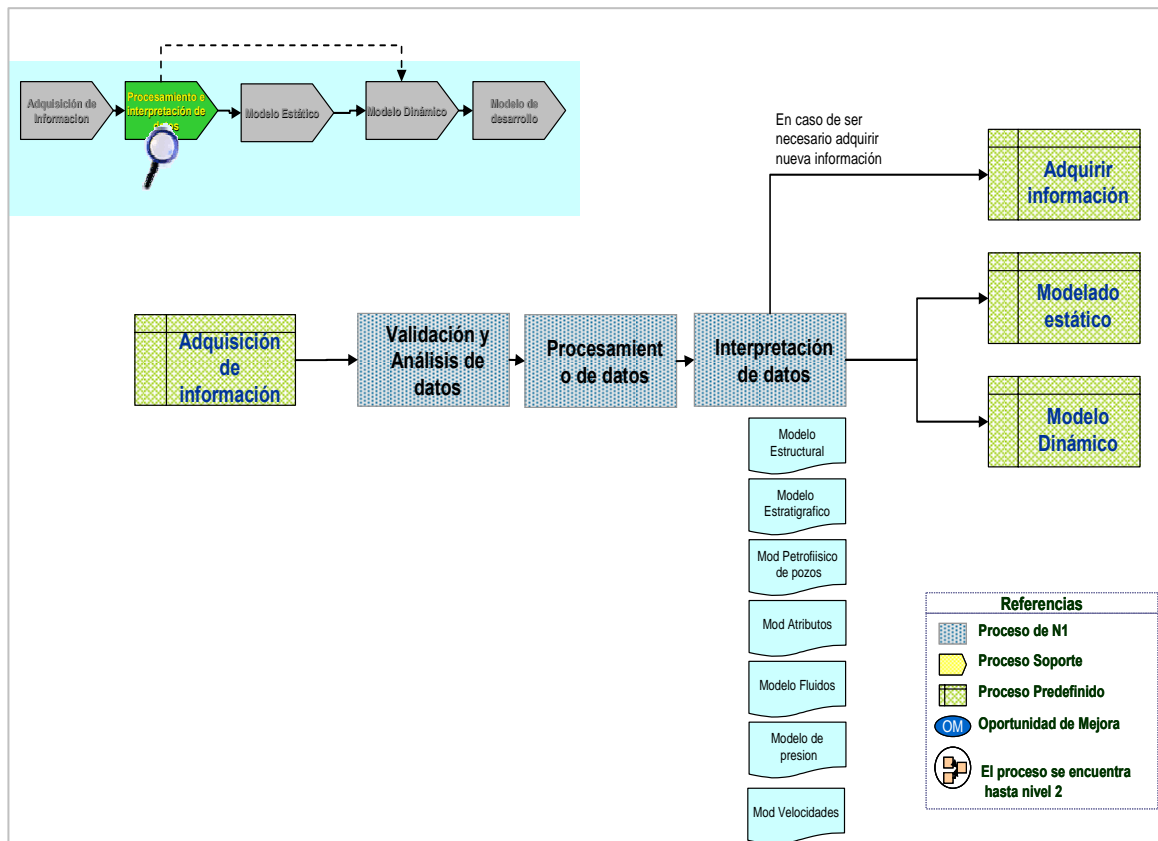 Adquisición de
Informacion
Procesamiento e
interpretación de
datos
Modelo Estático
Modelo Dinámico
Modelo de
desarrollo
En caso de ser
necesario adquirir
nueva información
Adquirir
información
Modelado
estático
Modelo
Dinámico
Adquisición
de
información
Validación y
Análisis de
datos
Procesamient
o de datos
Interpretación
de datos
Modelo
Estructural
Modelo
Estratigrafico
Mod Petrofiisico
de pozos
Mod Atributos
Modelo Fluidos
Modelo de
presion
Mod Velocidades
Referencias
Proceso de N1
Proceso Soporte
Proceso Predefinido
OM Oportunidad de Mejora
El proceso se encuentra
hasta nivel 2